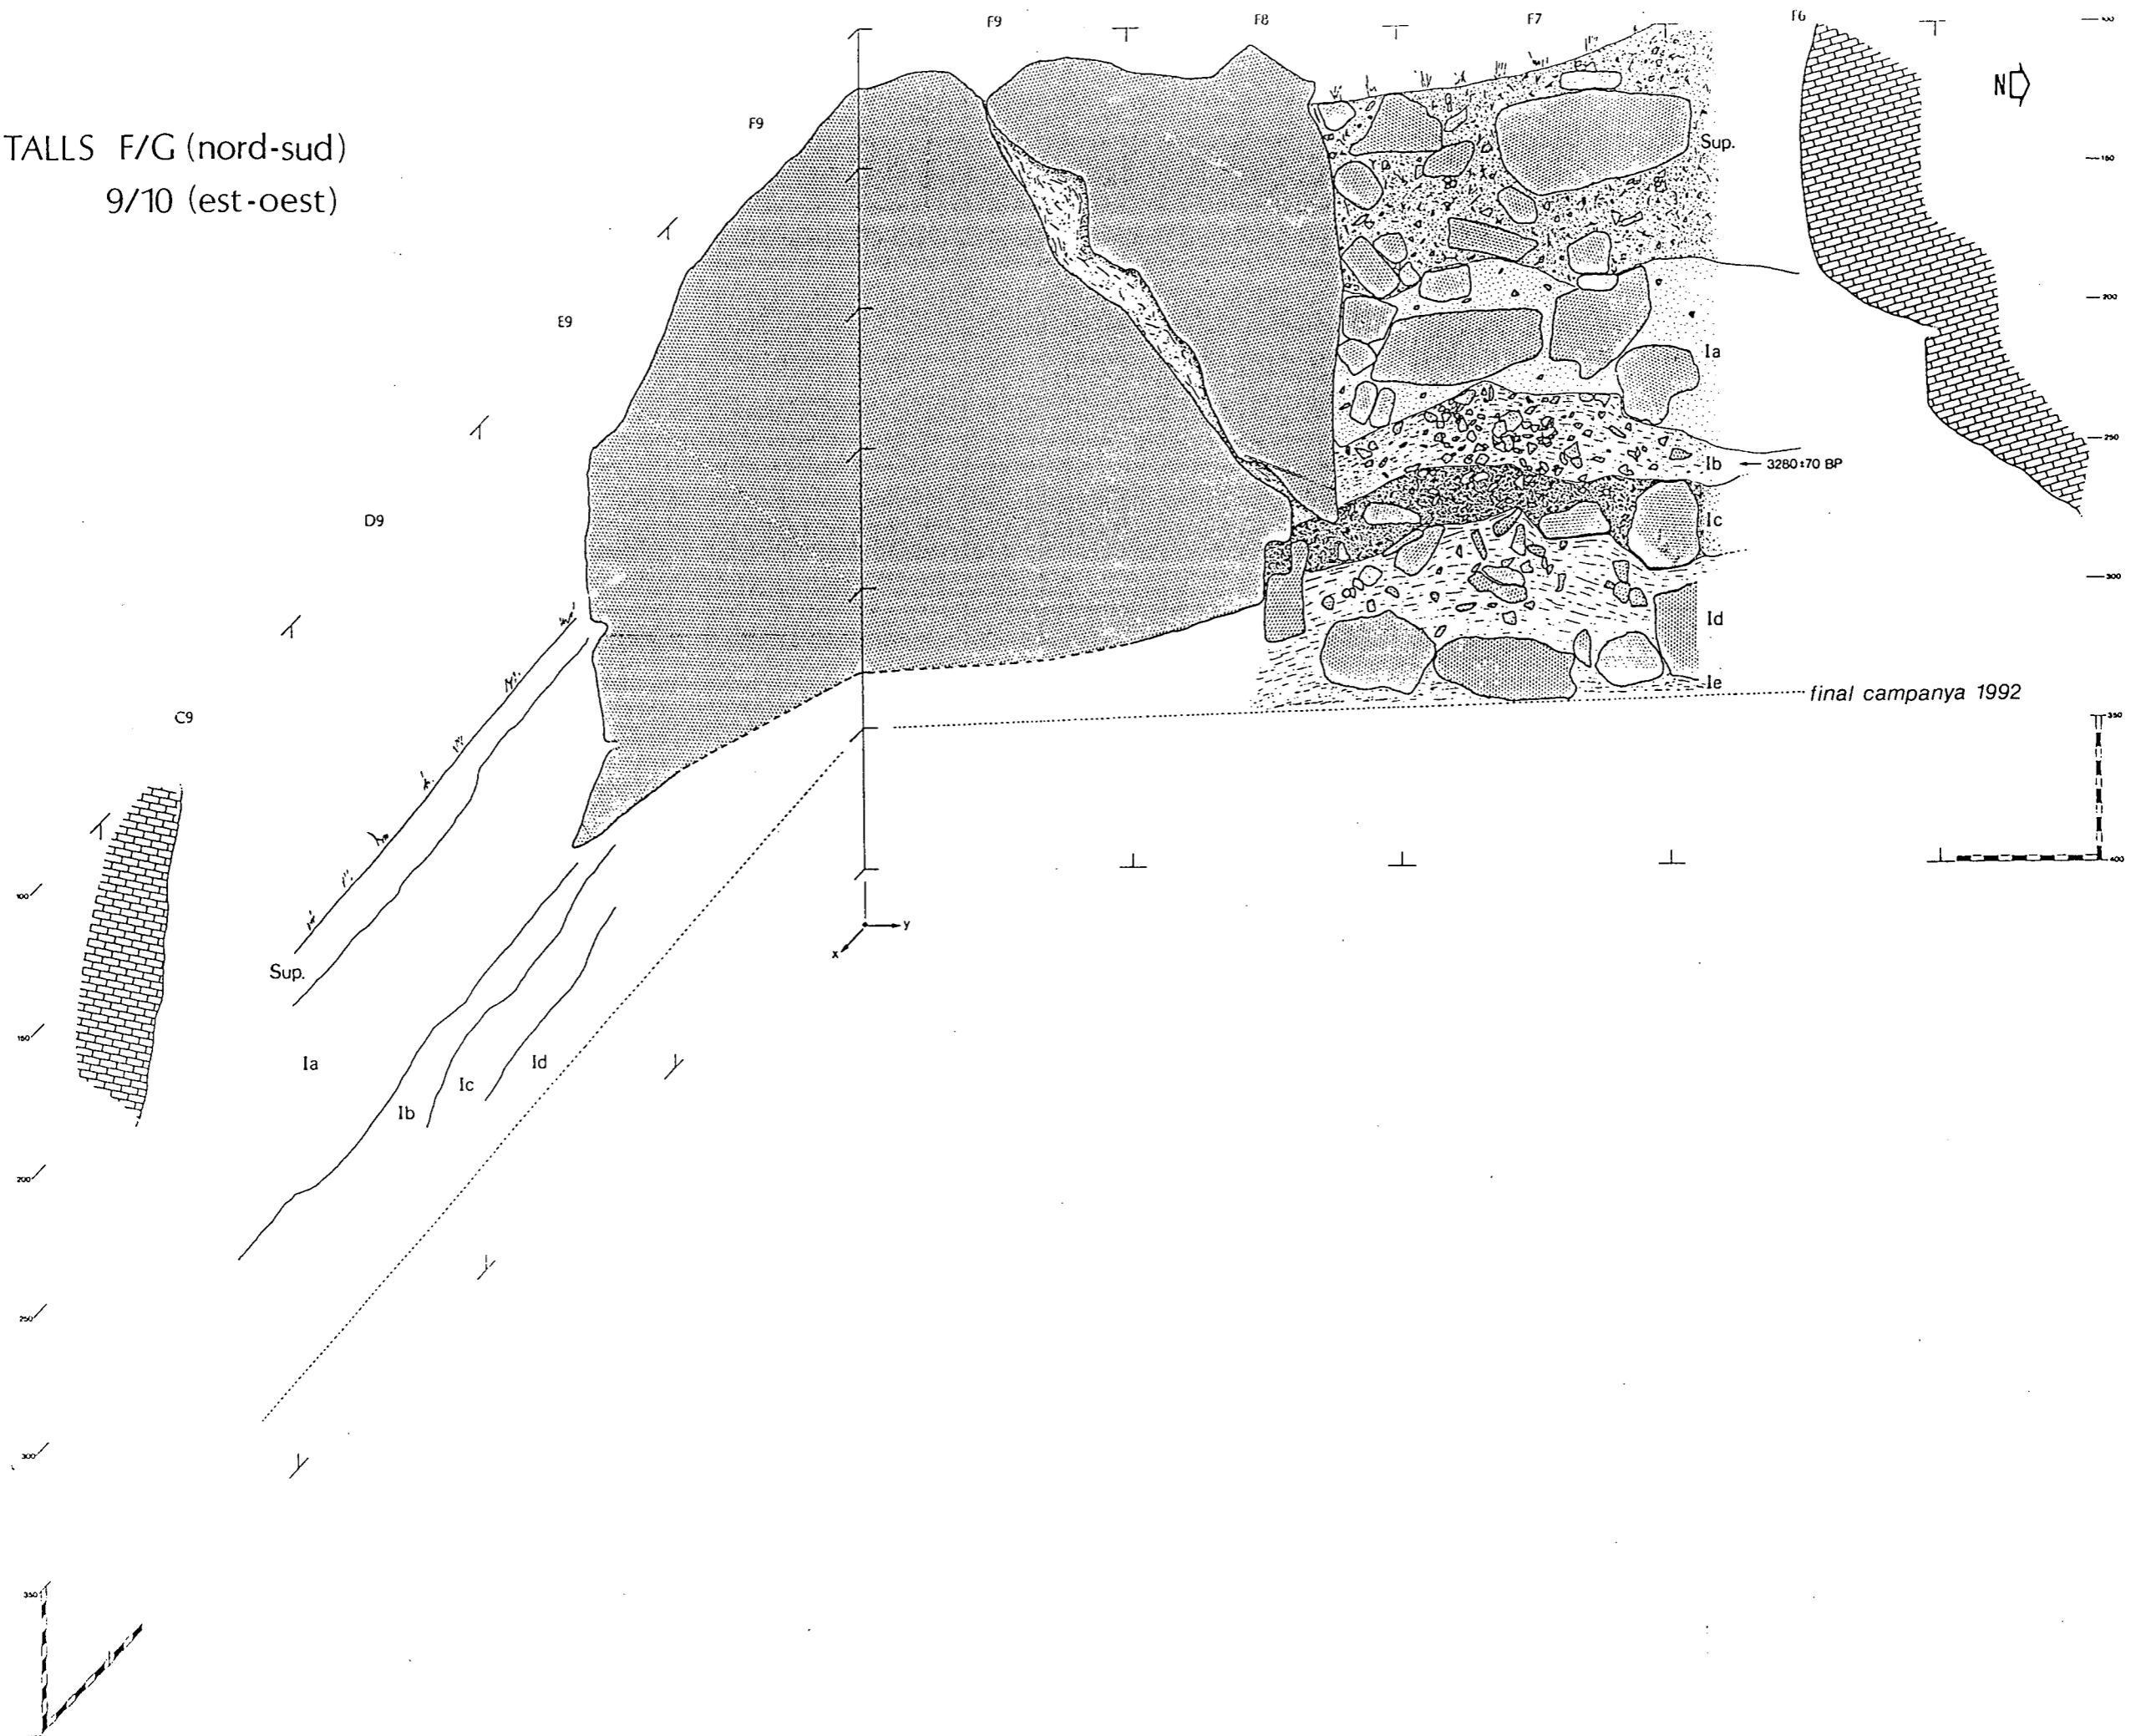 TALLS F/G (nord-sud)
9/10 (est-oest)
F9
F8
F7
F6
N
F9
E9
D9
C9
100
150
200
250
300
350
400
Sup.
Ia
Ib
3280±70 BP
Ic
Id
Ie
final campanya 1992
y
x
Sup.
Ia
Ib
Ic
Id
100
150
200
250
300
350